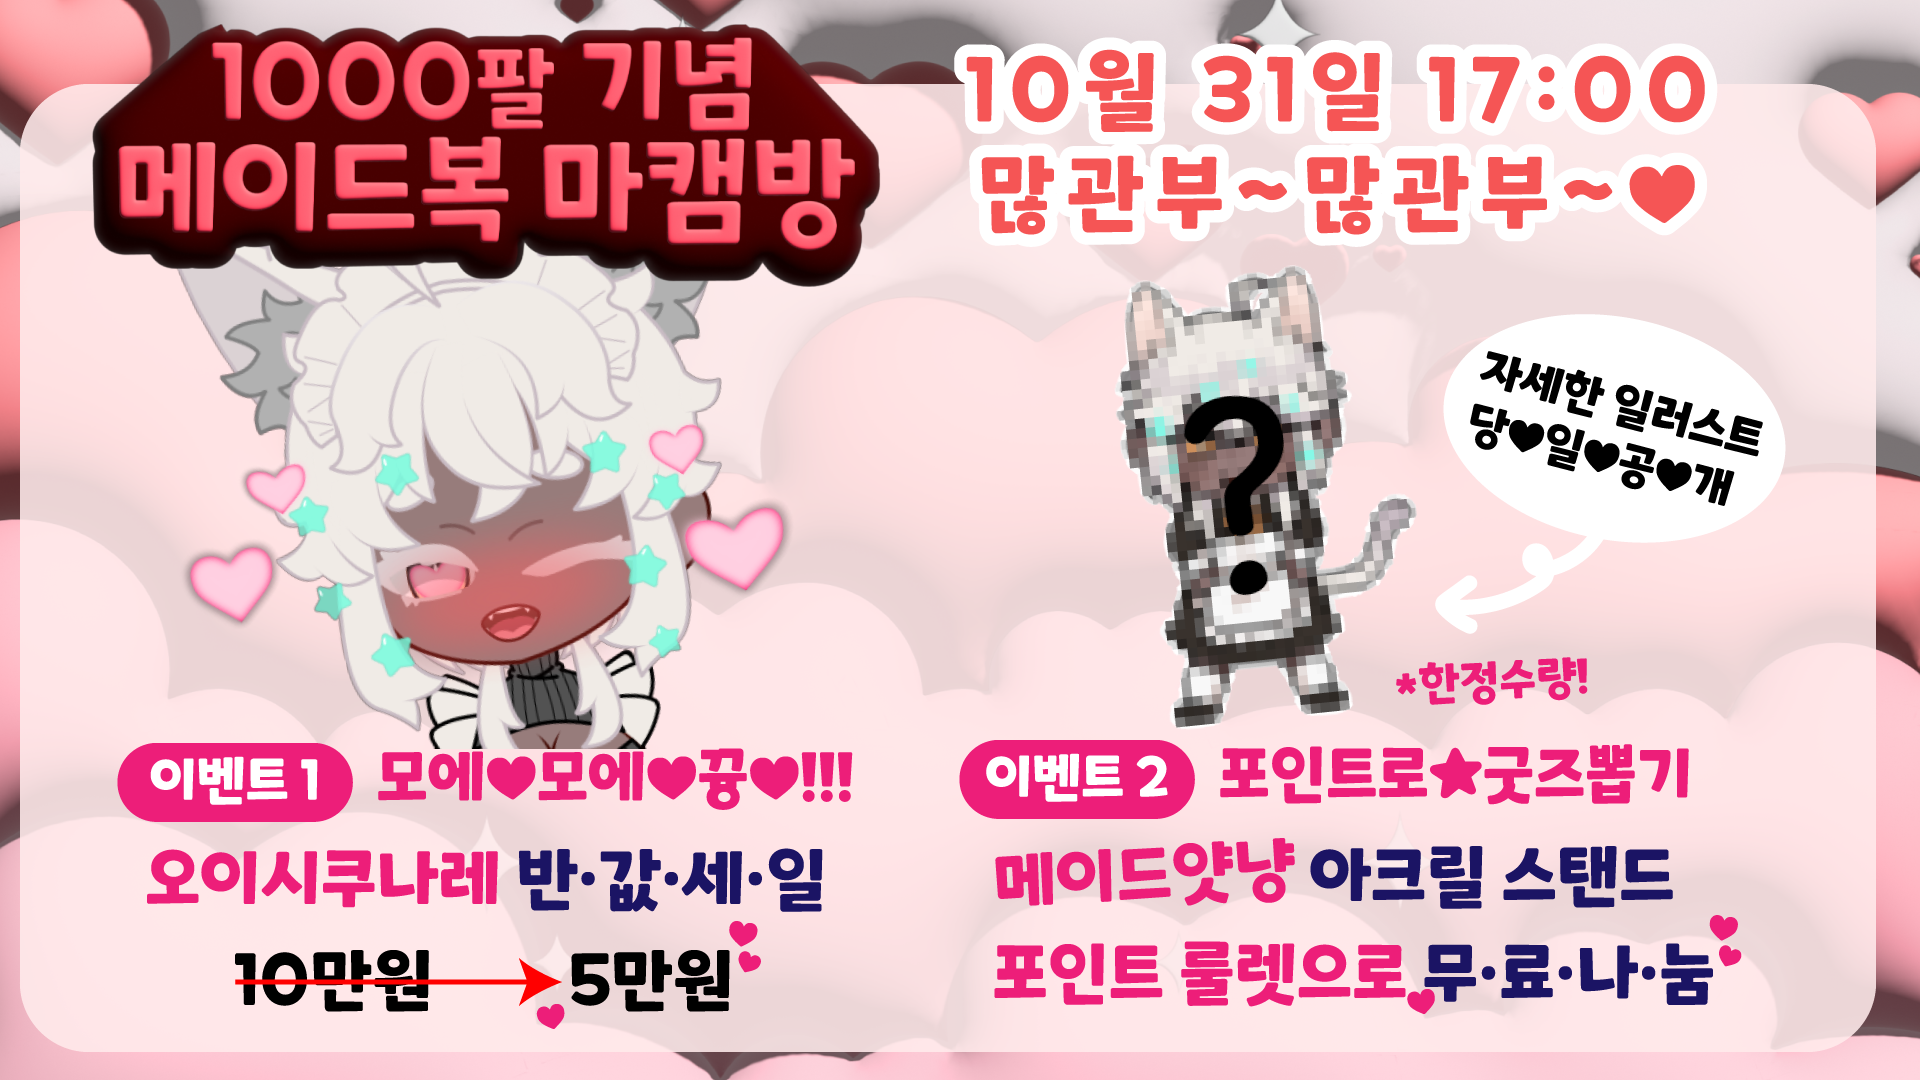 1000팔 기념
메이드복 마캠방
10월 31일 17:00
많관부~많관부~♥
자세한 일러스트
당♥일♥공♥개
?
*한정수량!
이벤트 1 모에♥모에♥뀽♥!!!
오이시쿠나레 반·값·세·일
10만원 → 5만원
이벤트 2 포인트로★굿즈뽑기
메이드얏냥 아크릴 스탠드
포인트 룰렛으로 무·료·나·눔